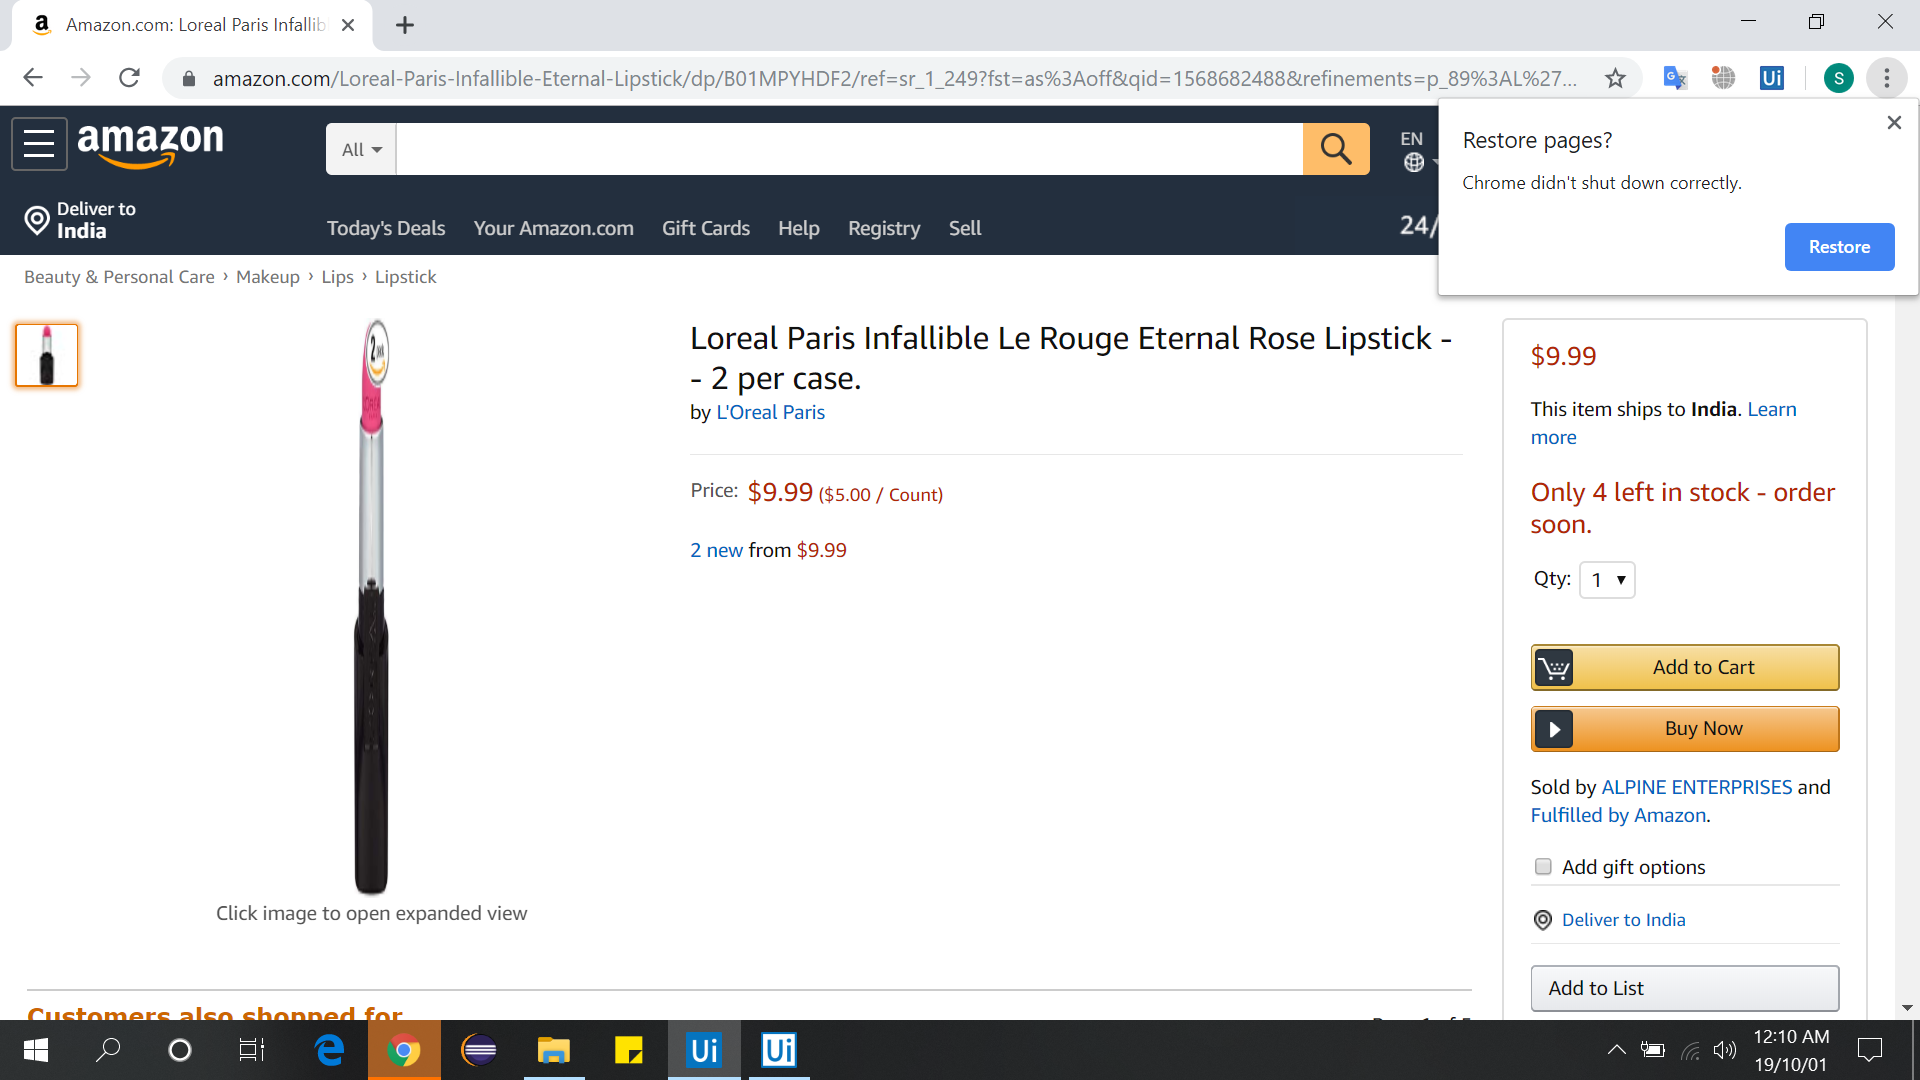 Amazon.com: Loreal Paris Infallib
amazon.com/Loreal-Paris-Infallible-Eternal-Lipstick/dp/B01MPYHDF2/ref=sr_1_249?fst=as%3Aoff&qid=1568682488&refinements=p_89%3AL%27...
Ui
S
Restore pages?
Chrome didn't shut down correctly.
Restore
amazon
All
EN
Deliver to
India
Today's Deals
Your Amazon.com
Gift Cards
Help
Registry
Sell
24/
Beauty & Personal Care › Makeup › Lips › Lipstick
2
Loreal Paris Infallible Le Rouge Eternal Rose Lipstick -
- 2 per case.
by L'Oreal Paris
Price: $9.99 ($5.00 / Count)
2 new from $9.99
Click image to open expanded view
$9.99
This item ships to India. Learn
more
Only 4 left in stock - order
soon.
Qty: 1
Add to Cart
Buy Now
Sold by ALPINE ENTERPRISES and
Fulfilled by Amazon.
Add gift options
Deliver to India
Add to List
Customers also shopped for
Ui
Ui
12:10 AM
19/10/01